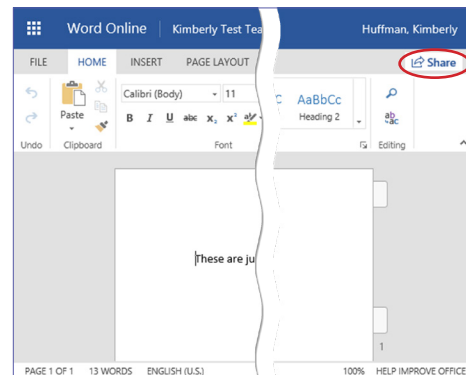 Word Online Kimberly Test Tea Huffman, Kimberly
FILE HOME INSERT PAGE LAYOUT Share
Calibri (Body) 11 AaBbCc
Paste B I U abc x₂ x² aby Heading 2 ab ac
Undo Clipboard Font Editing
These are ju
1
PAGE 1 OF 1 13 WORDS ENGLISH (U.S.) 100% HELP IMPROVE OFFICE